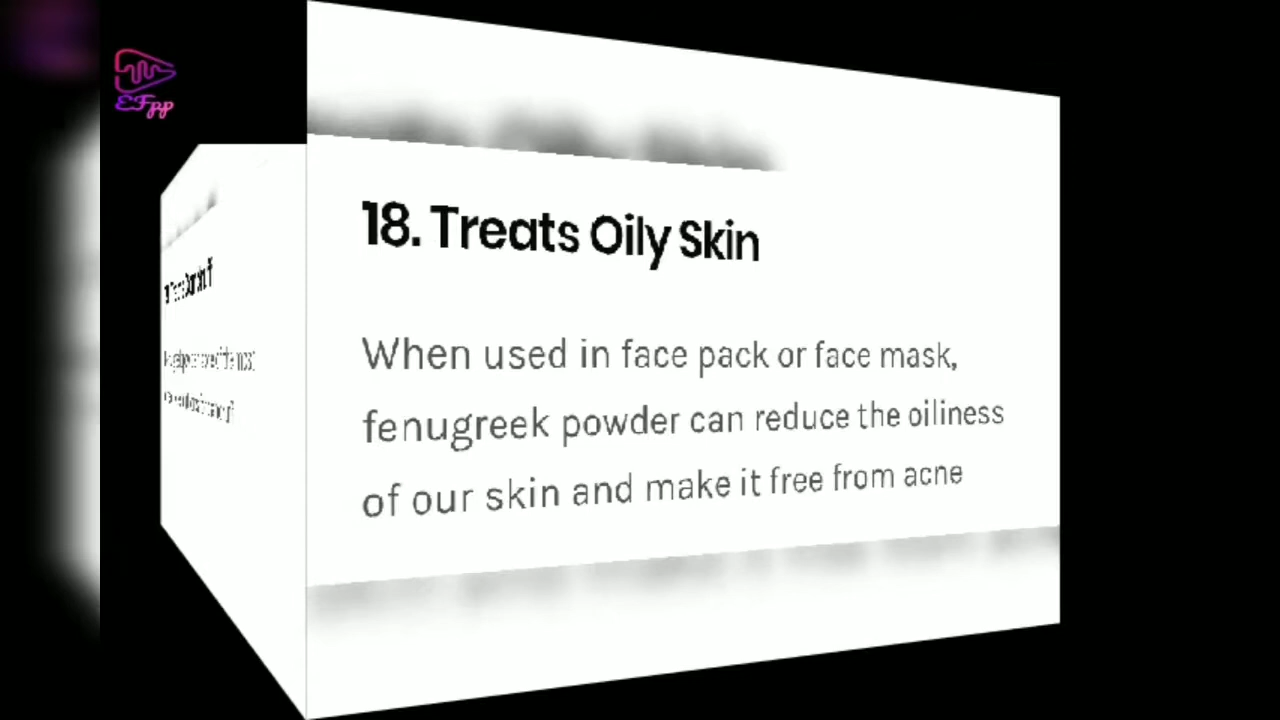 EFpp
18. Treats Oily Skin
When used in face pack or face mask,
fenugreek powder can reduce the oiliness
of our skin and make it free from acne